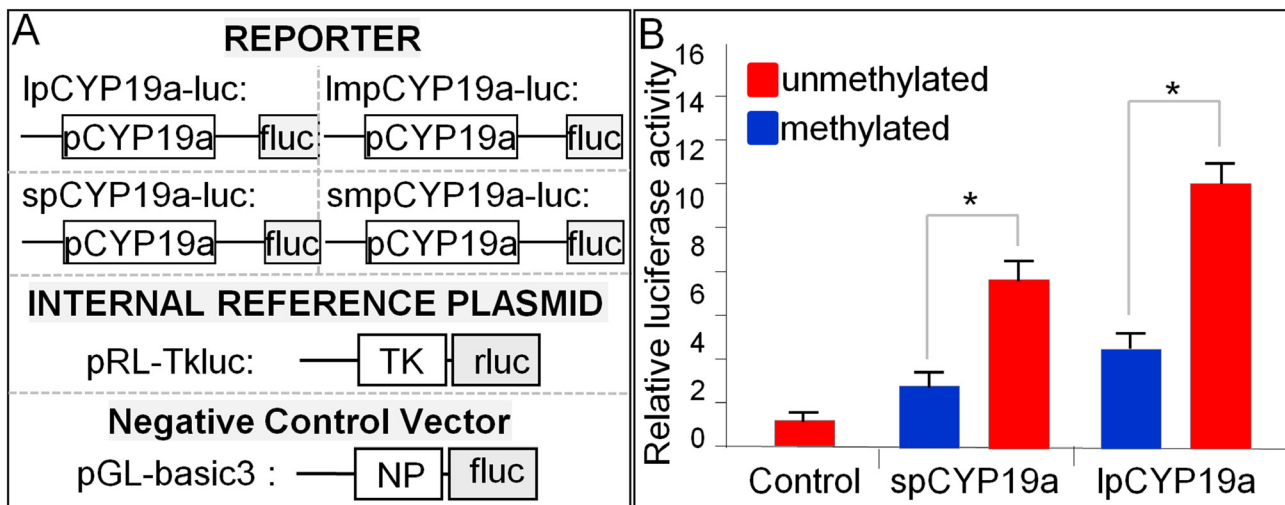 A
REPORTER
lpCYP19a-luc:
lmpCYP19a-luc:
pCYP19a
fluc
pCYP19a
fluc
spCYP19a-luc:
smpCYP19a-luc:
pCYP19a
fluc
pCYP19a
fluc
INTERNAL REFERENCE PLASMID
pRL-Tkluc:
TK
rluc
Negative Control Vector
pGL-basic3 :
NP
fluc
B
Relative luciferase activity
16
14
12
10
8
6
4
2
0
unmethylated
methylated
*
*
Control
spCYP19a
lpCYP19a